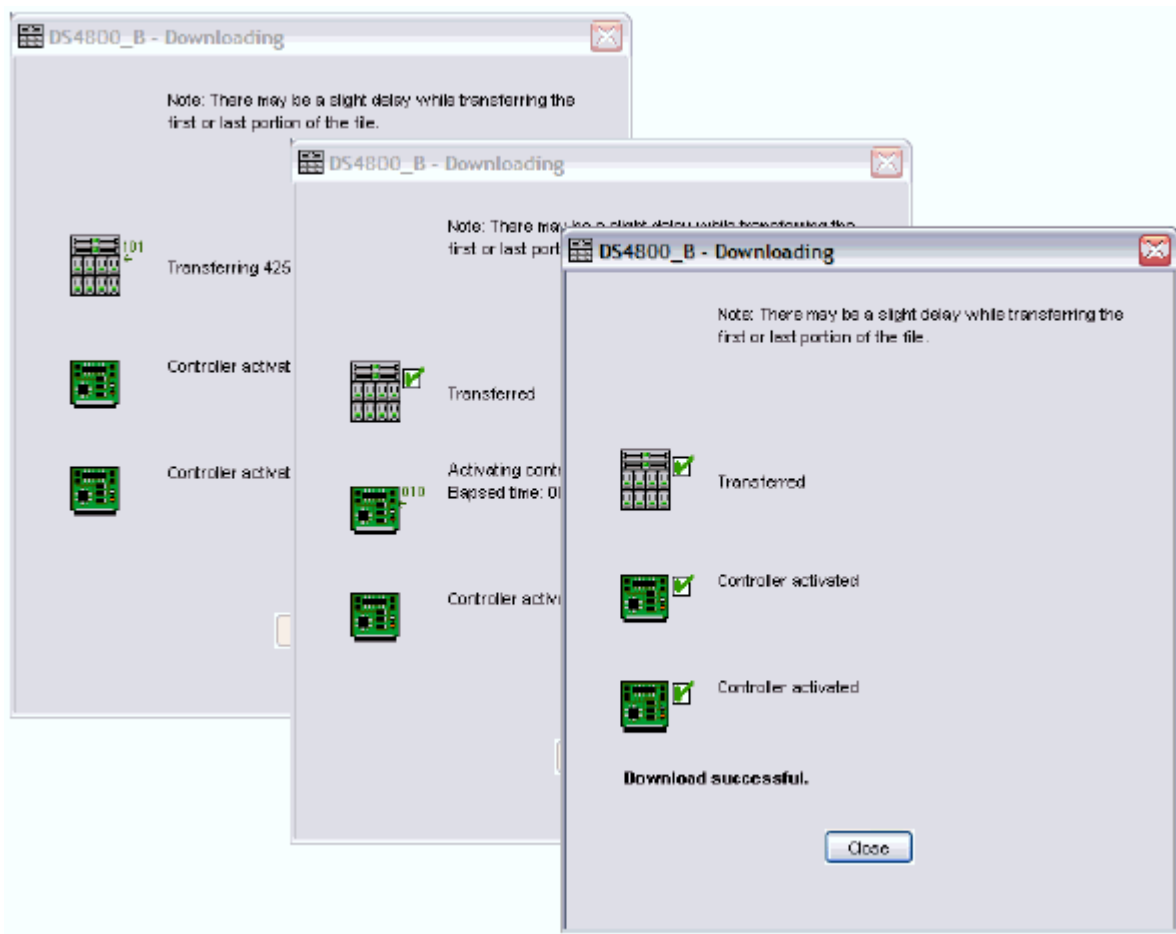 DS4800_B - Downloading
Note: There may be a slight delay while transferring the
first or last portion of the file.
101
Transferring 425
Controller activat
Controller activat
DS4800_B - Downloading
Note: There may be a slight delay while transferring the
first or last port
Transferred
Activating contr
Elapsed time: 0
010
Controller activ
DS4800_B - Downloading
Note: There may be a slight delay while transferring the
first or last portion of the file.
Transferred
Controller activated
Controller activated
Download successful.
Close